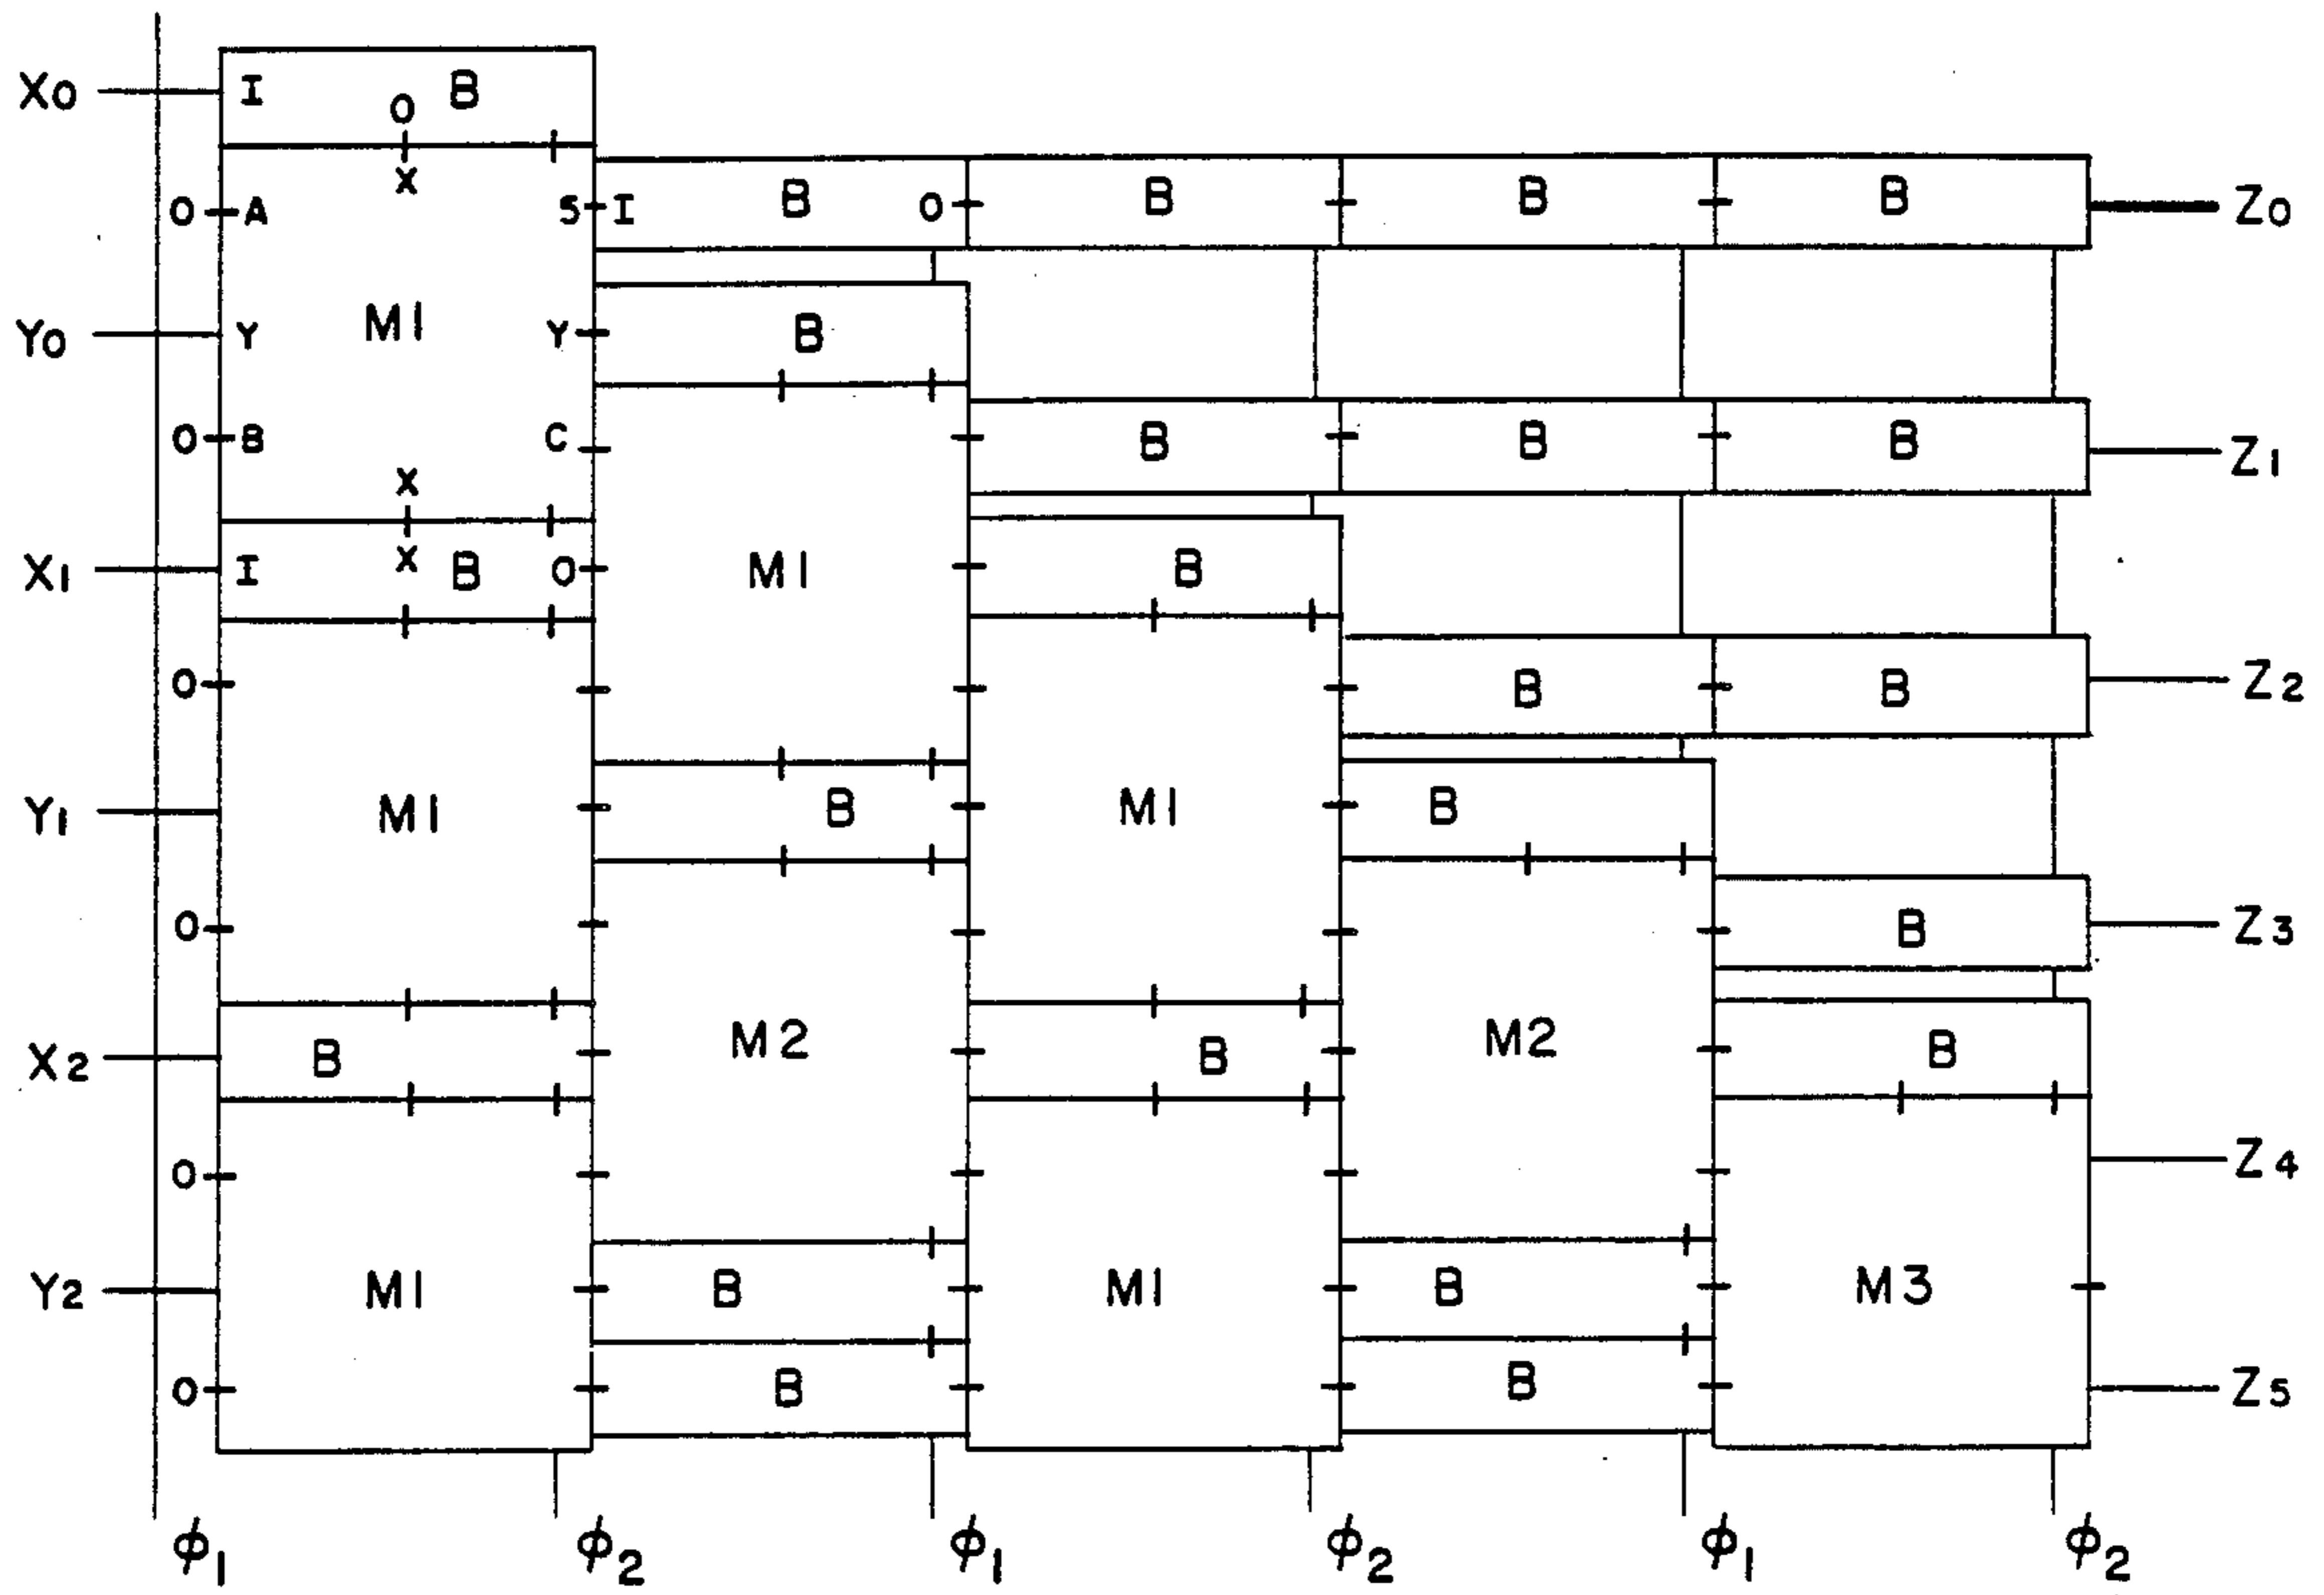 X0 I O B
X
O A S I B O B B B Z0
Y0 Y M1 Y B
O B C B B B Z1
X
X1 I X B O M1 B
O B B Z2
Y1 M1 B M1 B
O B Z3
X2 B M2 B M2 B
O Z4
Y2 M1 B M1 B M3
O B B Z5
ϕ1 ϕ2 ϕ1 ϕ2 ϕ1 ϕ2